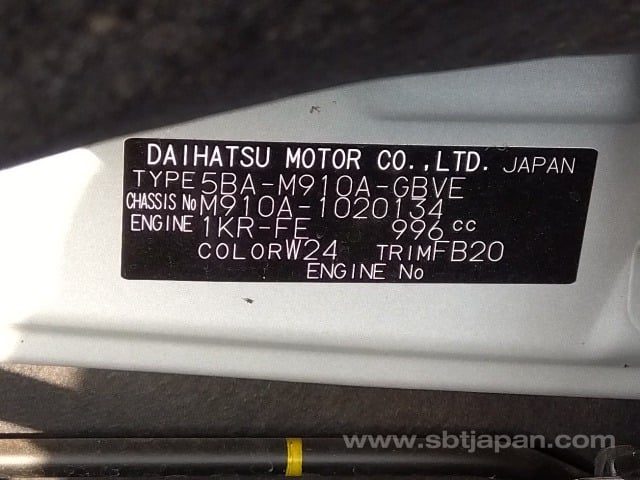 DAIHATSU MOTOR CO.,LTD. JAPAN
TYPE 5BA-M910A-GBVE
CHASSIS No M910A-1020134
ENGINE 1KR-FE 996 cc
COLOR W24 TRIM FB20
ENGINE No
www.sbtjapan.com